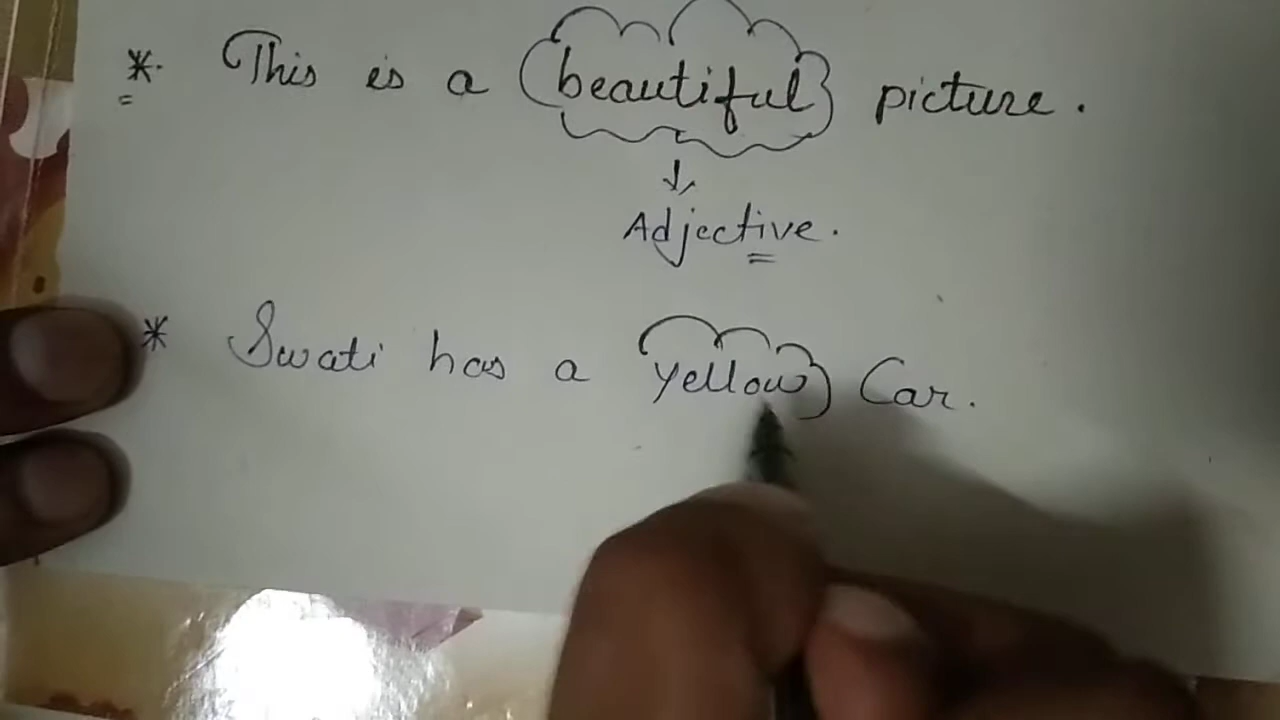 * This is a beautiful picture.
Adjective.
* Swati has a yellow Car.